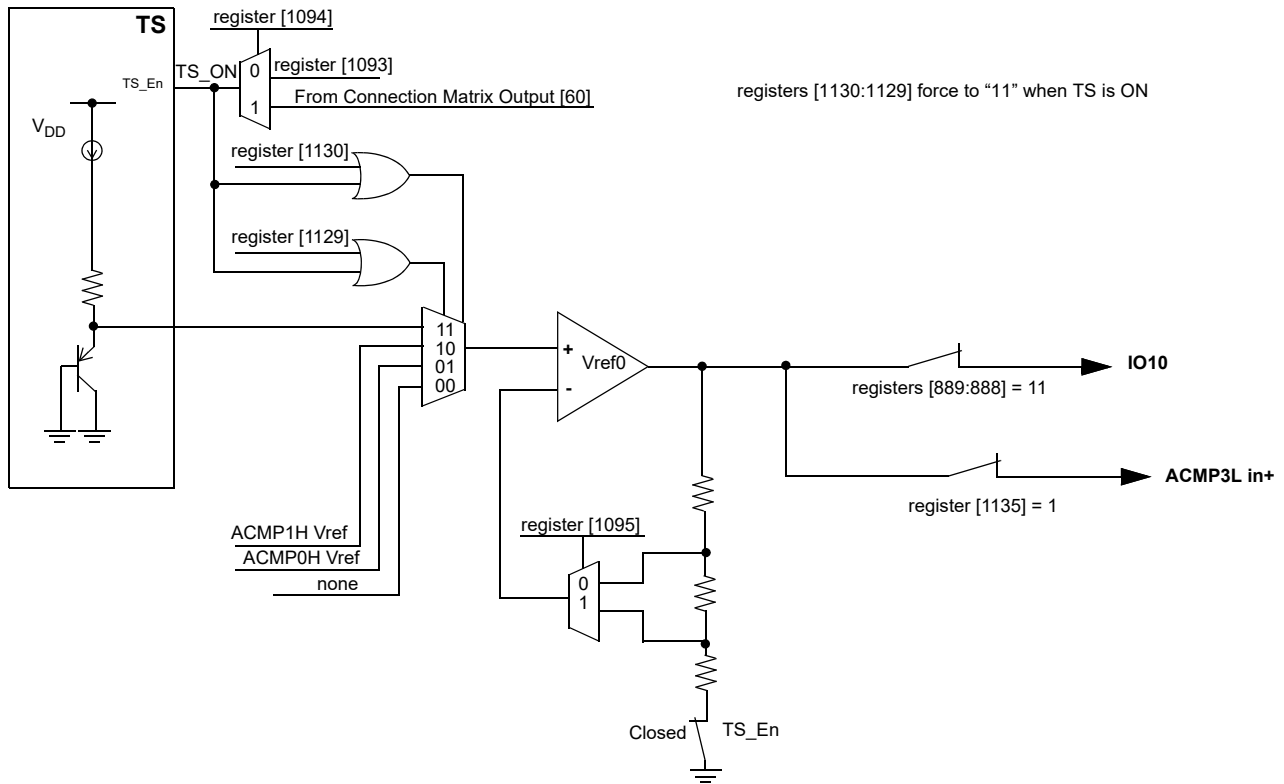 register [1094]
TS
TS_En
TS_ON
0
register [1093]
1
From Connection Matrix Output [60]
registers [1130:1129] force to “11” when TS is ON
VDD
register [1130]
register [1129]
11
10
01
00
+
Vref0
-
IO10
registers [889:888] = 11
ACMP3L in+
register [1135] = 1
ACMP1H Vref
ACMP0H Vref
none
register [1095]
0
1
Closed
TS_En